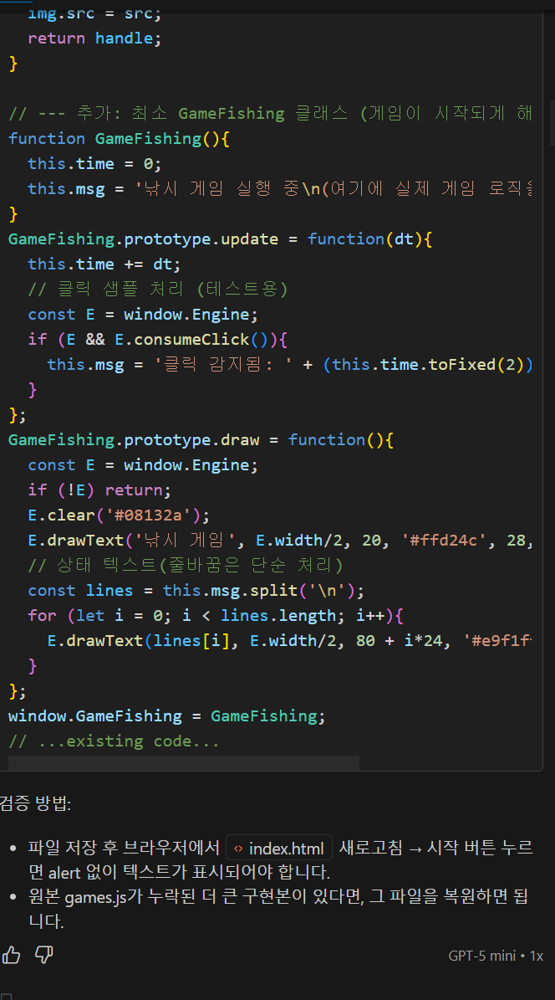 img.src = src;
return handle;
}
// --- 추가: 최소 GameFishing 클래스 (게임이 시작되게 해
function GameFishing(){
this.time = 0;
this.msg = '낚시 게임 실행 중\n(여기에 실제 게임 로직을
}
GameFishing.prototype.update = function(dt){
this.time += dt;
// 클릭 샘플 처리 (테스트용)
const E = window.Engine;
if (E && E.consumeClick()){
this.msg = '클릭 감지됨: ' + (this.time.toFixed(2))
}
};
GameFishing.prototype.draw = function(){
const E = window.Engine;
if (!E) return;
E.clear('#08132a');
E.drawText('낚시 게임', E.width/2, 20, '#ffd24c', 28,
// 상태 텍스트(줄바꿈은 단순 처리)
const lines = this.msg.split('\n');
for (let i = 0; i < lines.length; i++){
E.drawText(lines[i], E.width/2, 80 + i*24, '#e9f1f
}
};
window.GameFishing = GameFishing;
// ...existing code...
검증 방법:
• 파일 저장 후 브라우저에서 <> index.html 새로고침 → 시작 버튼 누르
면 alert 없이 텍스트가 표시되어야 합니다.
• 원본 games.js가 누락된 더 큰 구현본이 있다면, 그 파일을 복원하면 됩
니다.
GPT-5 mini • 1x